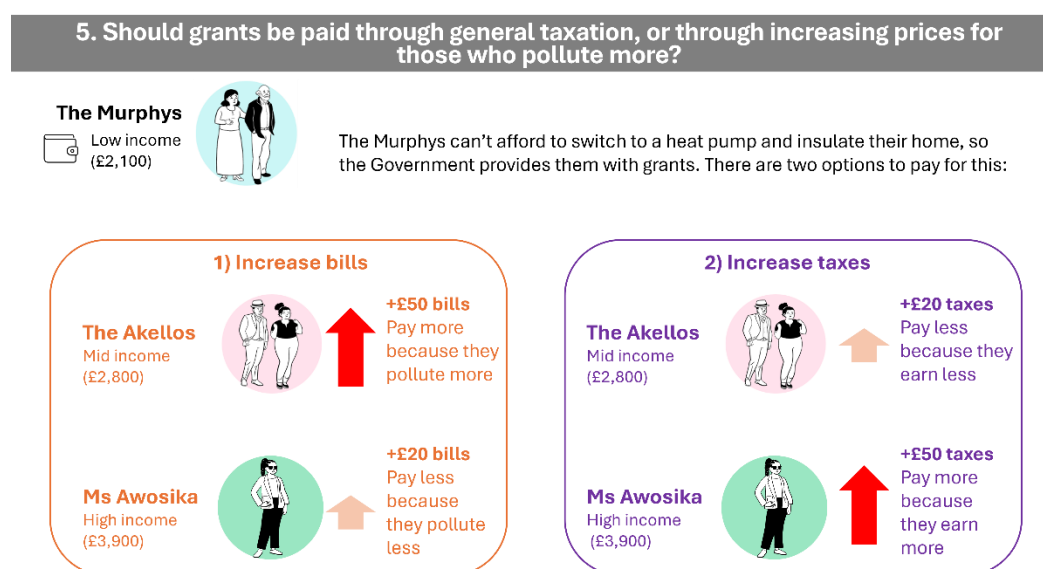 5. Should grants be paid through general taxation, or through increasing prices for
those who pollute more?
The Murphys
Low income
(£2,100)
The Murphys can’t afford to switch to a heat pump and insulate their home, so
the Government provides them with grants. There are two options to pay for this:
1) Increase bills
The Akellos
Mid income
(£2,800)
+£50 bills
Pay more
because they
pollute more
Ms Awosika
High income
(£3,900)
+£20 bills
Pay less
because
they pollute
less
2) Increase taxes
The Akellos
Mid income
(£2,800)
+£20 taxes
Pay less
because they
earn less
Ms Awosika
High income
(£3,900)
+£50 taxes
Pay more
because
they earn
more